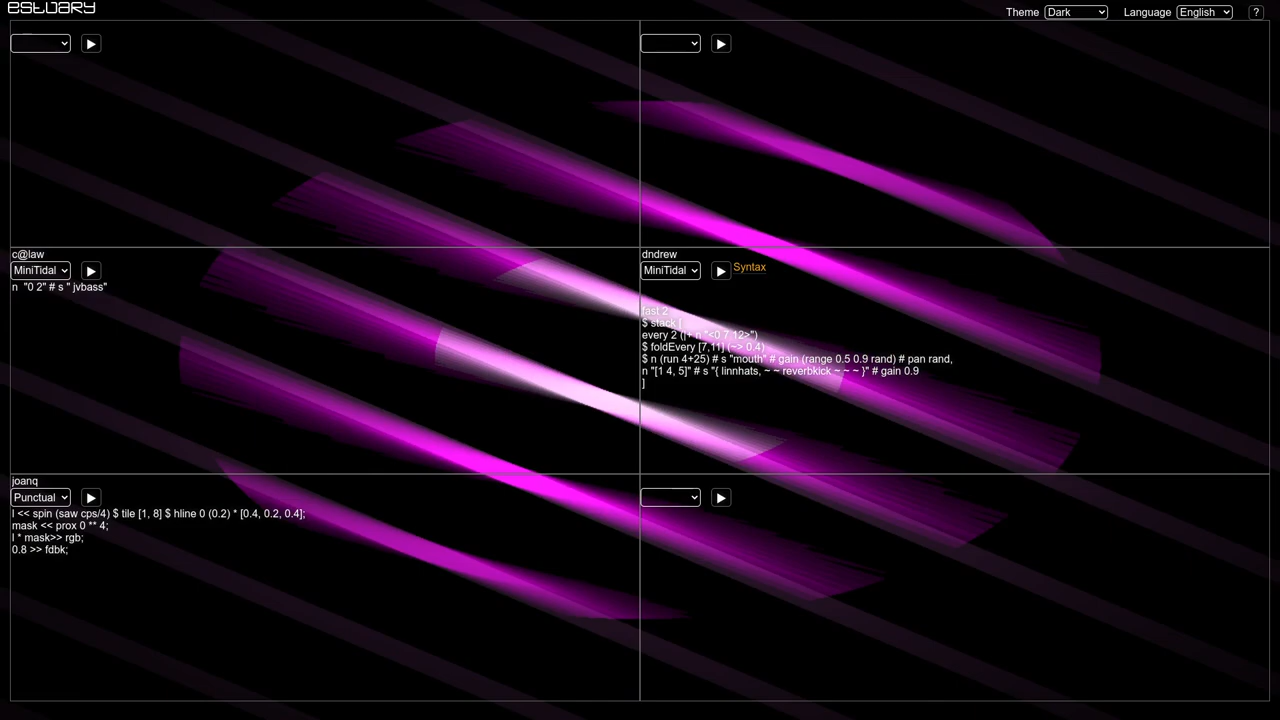 estuary
Theme Dark Language English ?
c@law
MiniTidal
n "0 2" # s " jvbass"
dndrew
MiniTidal Syntax
fast 2
$ stack [
every 2 (|+ n "<0 7 12>")
$ foldEvery [7,11] (~> 0.4)
$ n (run 4+25) # s "mouth" # gain (range 0.5 0.9 rand) # pan rand,
n "[1 4, 5]" # s "{ linnhats, ~ ~ reverbkick ~ ~ ~ }" # gain 0.9
]
joanq
Punctual
l << spin (saw cps/4) $ tile [1, 8] $ hline 0 (0.2) * [0.4, 0.2, 0.4];
mask << prox 0 ** 4;
l * mask>> rgb;
0.8 >> fdbk;